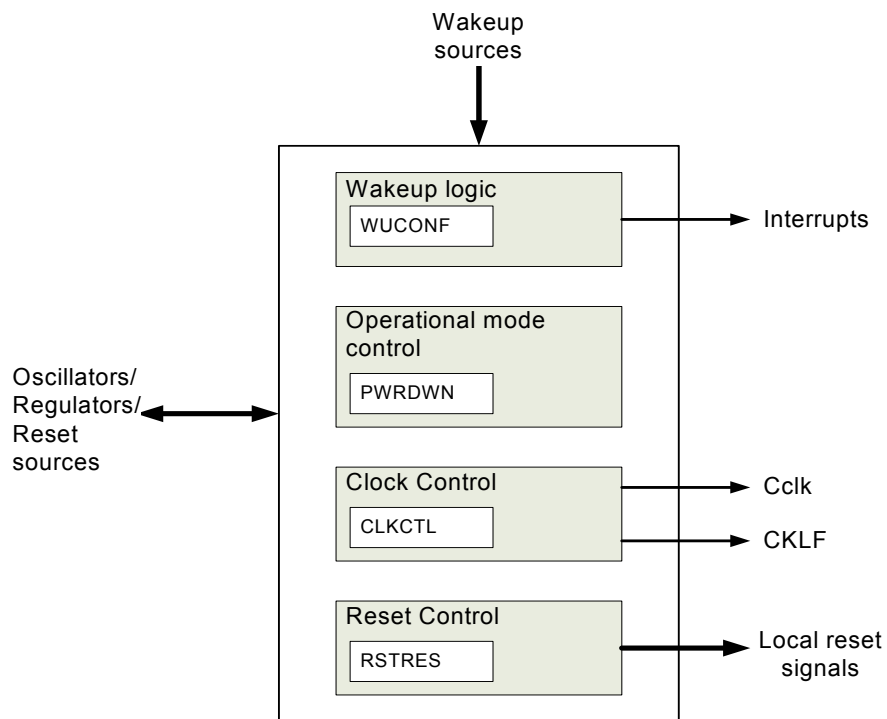 Wakeup
sources
Wakeup logic
WUCONF
Interrupts
Operational mode
control
PWRDWN
Oscillators/
Regulators/
Reset
sources
Clock Control
CLKCTL
Cclk
CKLF
Reset Control
RSTRES
Local reset
signals